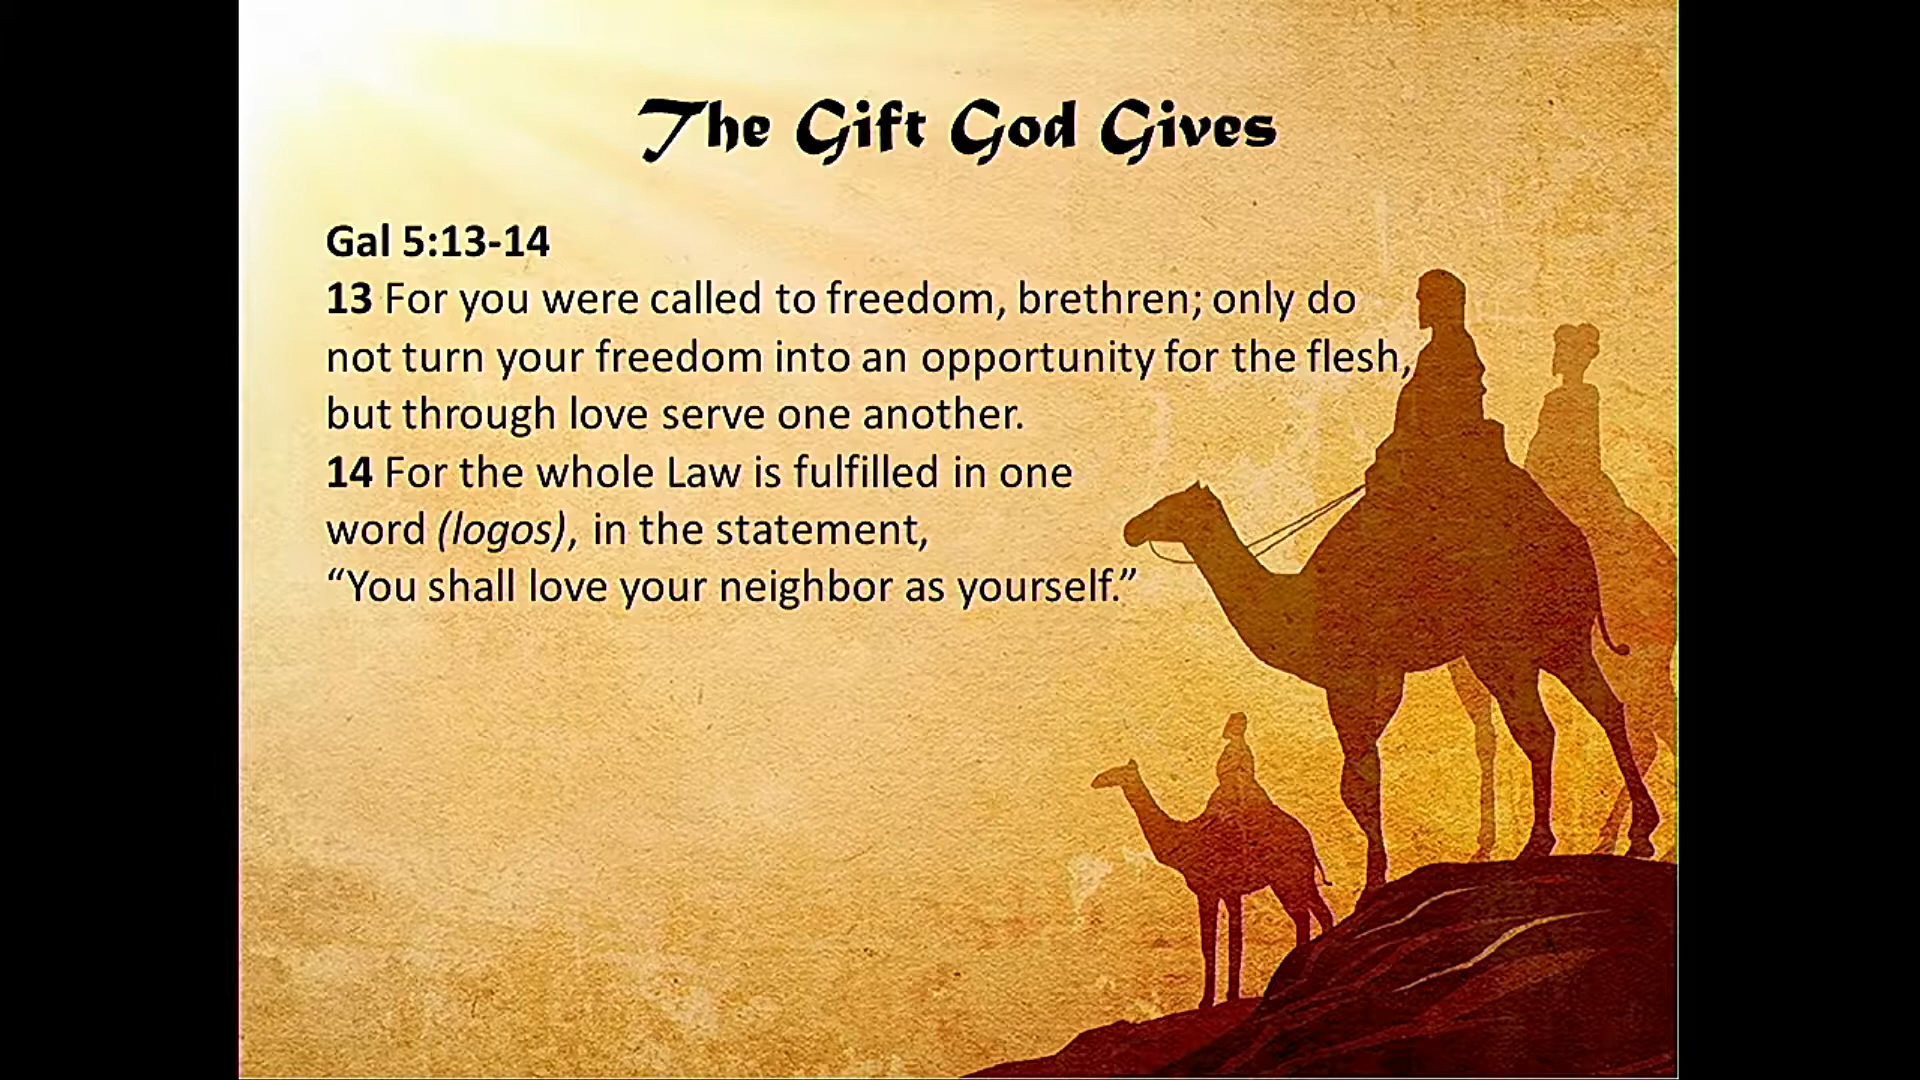 The Gift God Gives
Gal 5:13-14
13 For you were called to freedom, brethren; only do
not turn your freedom into an opportunity for the flesh,
but through love serve one another.
14 For the whole Law is fulfilled in one
word (logos), in the statement,
“You shall love your neighbor as yourself.”